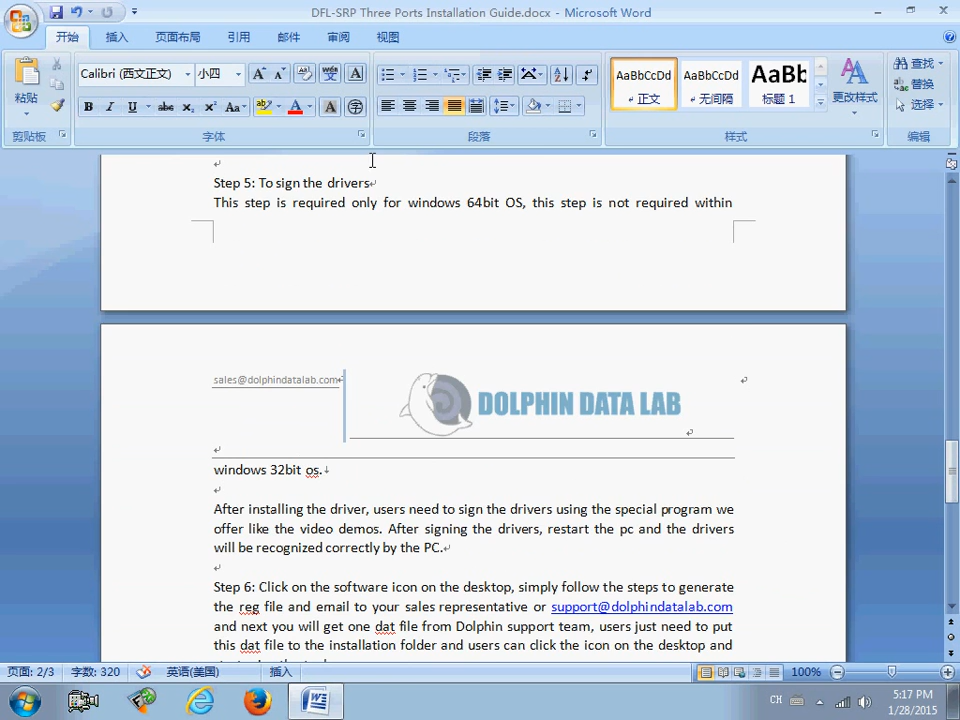 DFL-SRP Three Ports Installation Guide.docx - Microsoft Word
开始 插入 页面布局 引用 邮件 审阅 视图
Calibri (西文正文) 小四
AaBbCcDd AaBbCcDd AaBb
粘贴 正文 无间隔 标题 1 更改样式
查找
替换
选择
剪贴板 字体 段落 样式 编辑
Step 5: To sign the drivers
This step is required only for windows 64bit OS, this step is not required within
sales@dolphindatalab.com
DOLPHIN DATA LAB
windows 32bit os.
After installing the driver, users need to sign the drivers using the special program we
offer like the video demos. After signing the drivers, restart the pc and the drivers
will be recognized correctly by the PC.
Step 6: Click on the software icon on the desktop, simply follow the steps to generate
the reg file and email to your sales representative or support@dolphindatalab.com
and next you will get one dat file from Dolphin support team, users just need to put
this dat file to the installation folder and users can click the icon on the desktop and
页面: 2/3 字数: 320 英语(美国) 插入 100%
CH 5:17 PM
1/28/2015